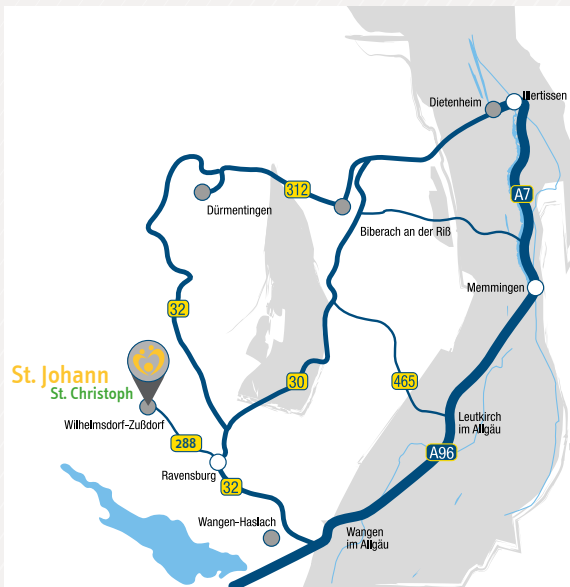 Illertissen
Dietenheim
312
A7
Dürmentingen
Biberach an der Riß
Memmingen
32
St. Johann
St. Christoph
30
465
Wilhelmsdorf-Zußdorf
Leutkirch
im Allgäu
288
A96
Ravensburg
32
Wangen-Haslach
Wangen
im Allgäu